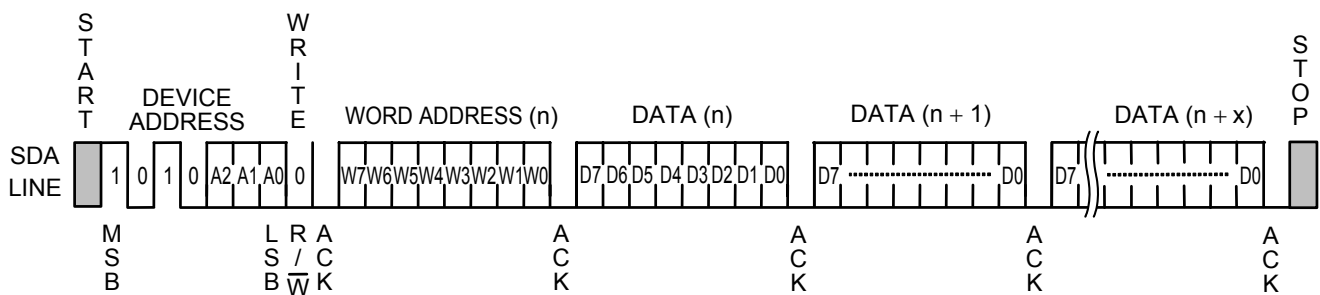 START
WRITE
STOP
DEVICE
ADDRESS
WORD ADDRESS (n)
DATA (n)
DATA (n + 1)
DATA (n + x)
SDA
LINE
1 0 1 0 A2 A1 A0 0
W7 W6 W5 W4 W3 W2 W1 W0
D7 D6 D5 D4 D3 D2 D1 D0
D7 D0
D7 D0
MSB
LSB
R/W̅
ACK
ACK
ACK
ACK
ACK